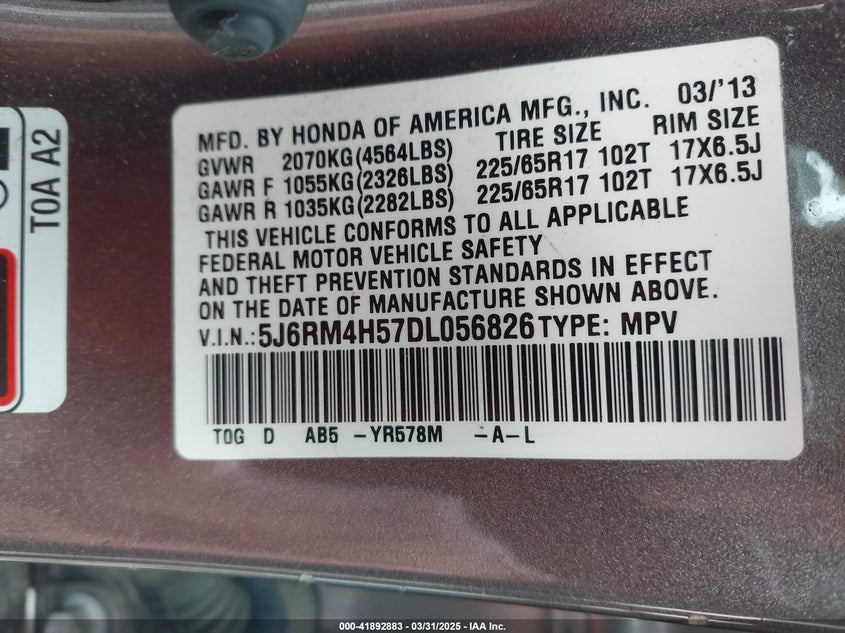 MFD. BY HONDA OF AMERICA MFG., INC. 03/'13
GVWR 2070KG(4564LBS) TIRE SIZE RIM SIZE
GAWR F 1055KG(2326LBS) 225/65R17 102T 17X6.5J
GAWR R 1035KG(2282LBS) 225/65R17 102T 17X6.5J
THIS VEHICLE CONFORMS TO ALL APPLICABLE
FEDERAL MOTOR VEHICLE SAFETY
AND THEFT PREVENTION STANDARDS IN EFFECT
ON THE DATE OF MANUFACTURE SHOWN ABOVE.
V.I.N.:5J6RM4H57DL056826 TYPE: MPV
TOG D AB5 -YR578M -A-L
TOA A2
000-41892883 - 03/31/2025 - IAA Inc.